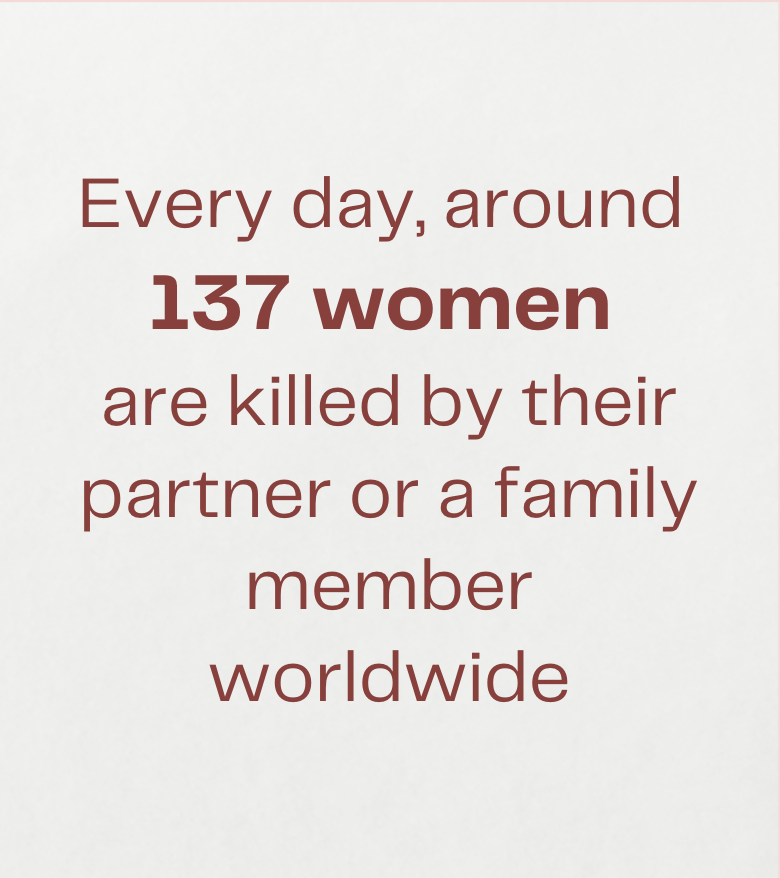 Every day, around
137 women
are killed by their
partner or a family
member
worldwide